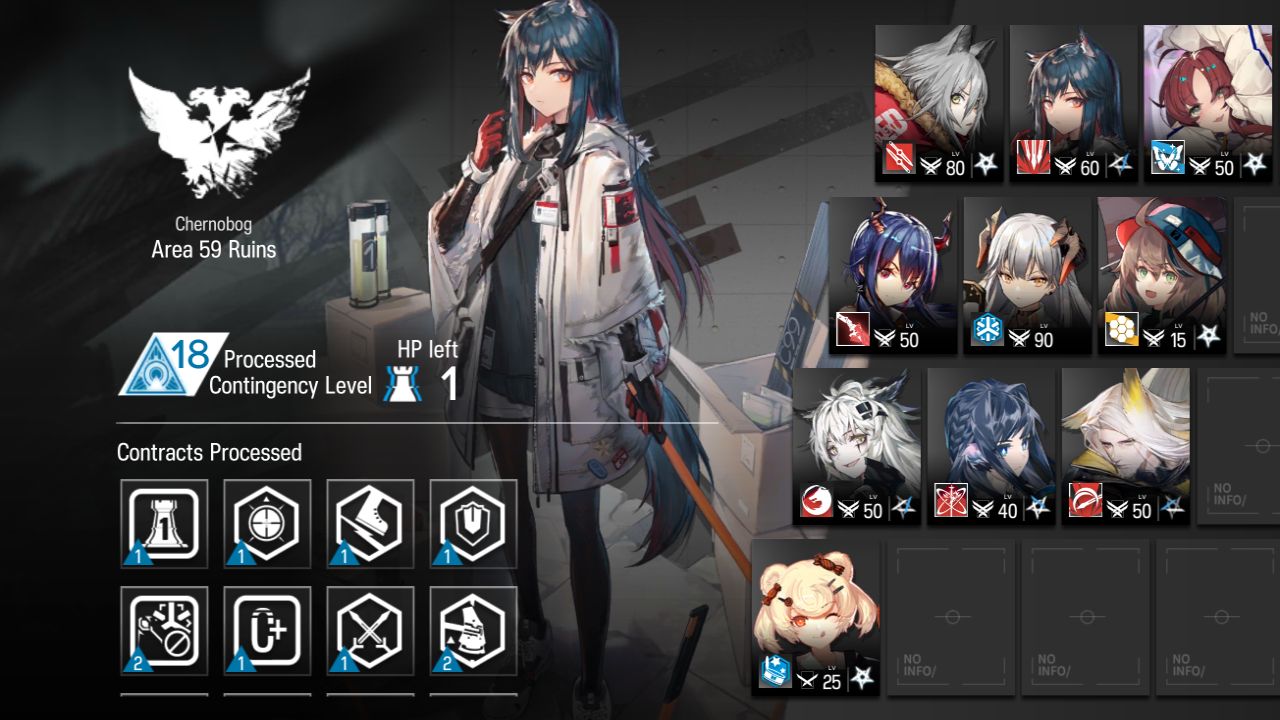 Chernobog
Area 59 Ruins
18 Processed
Contingency Level
HP left
1
Contracts Processed
1
1
1
1
1
2
1
1
2
LV
80
LV
60
LV
50
LV
50
LV
90
LV
15
NO
INFO/
LV
50
LV
40
LV
50
NO
INFO/
LV
25
NO
INFO/
NO
INFO/
NO
INFO/